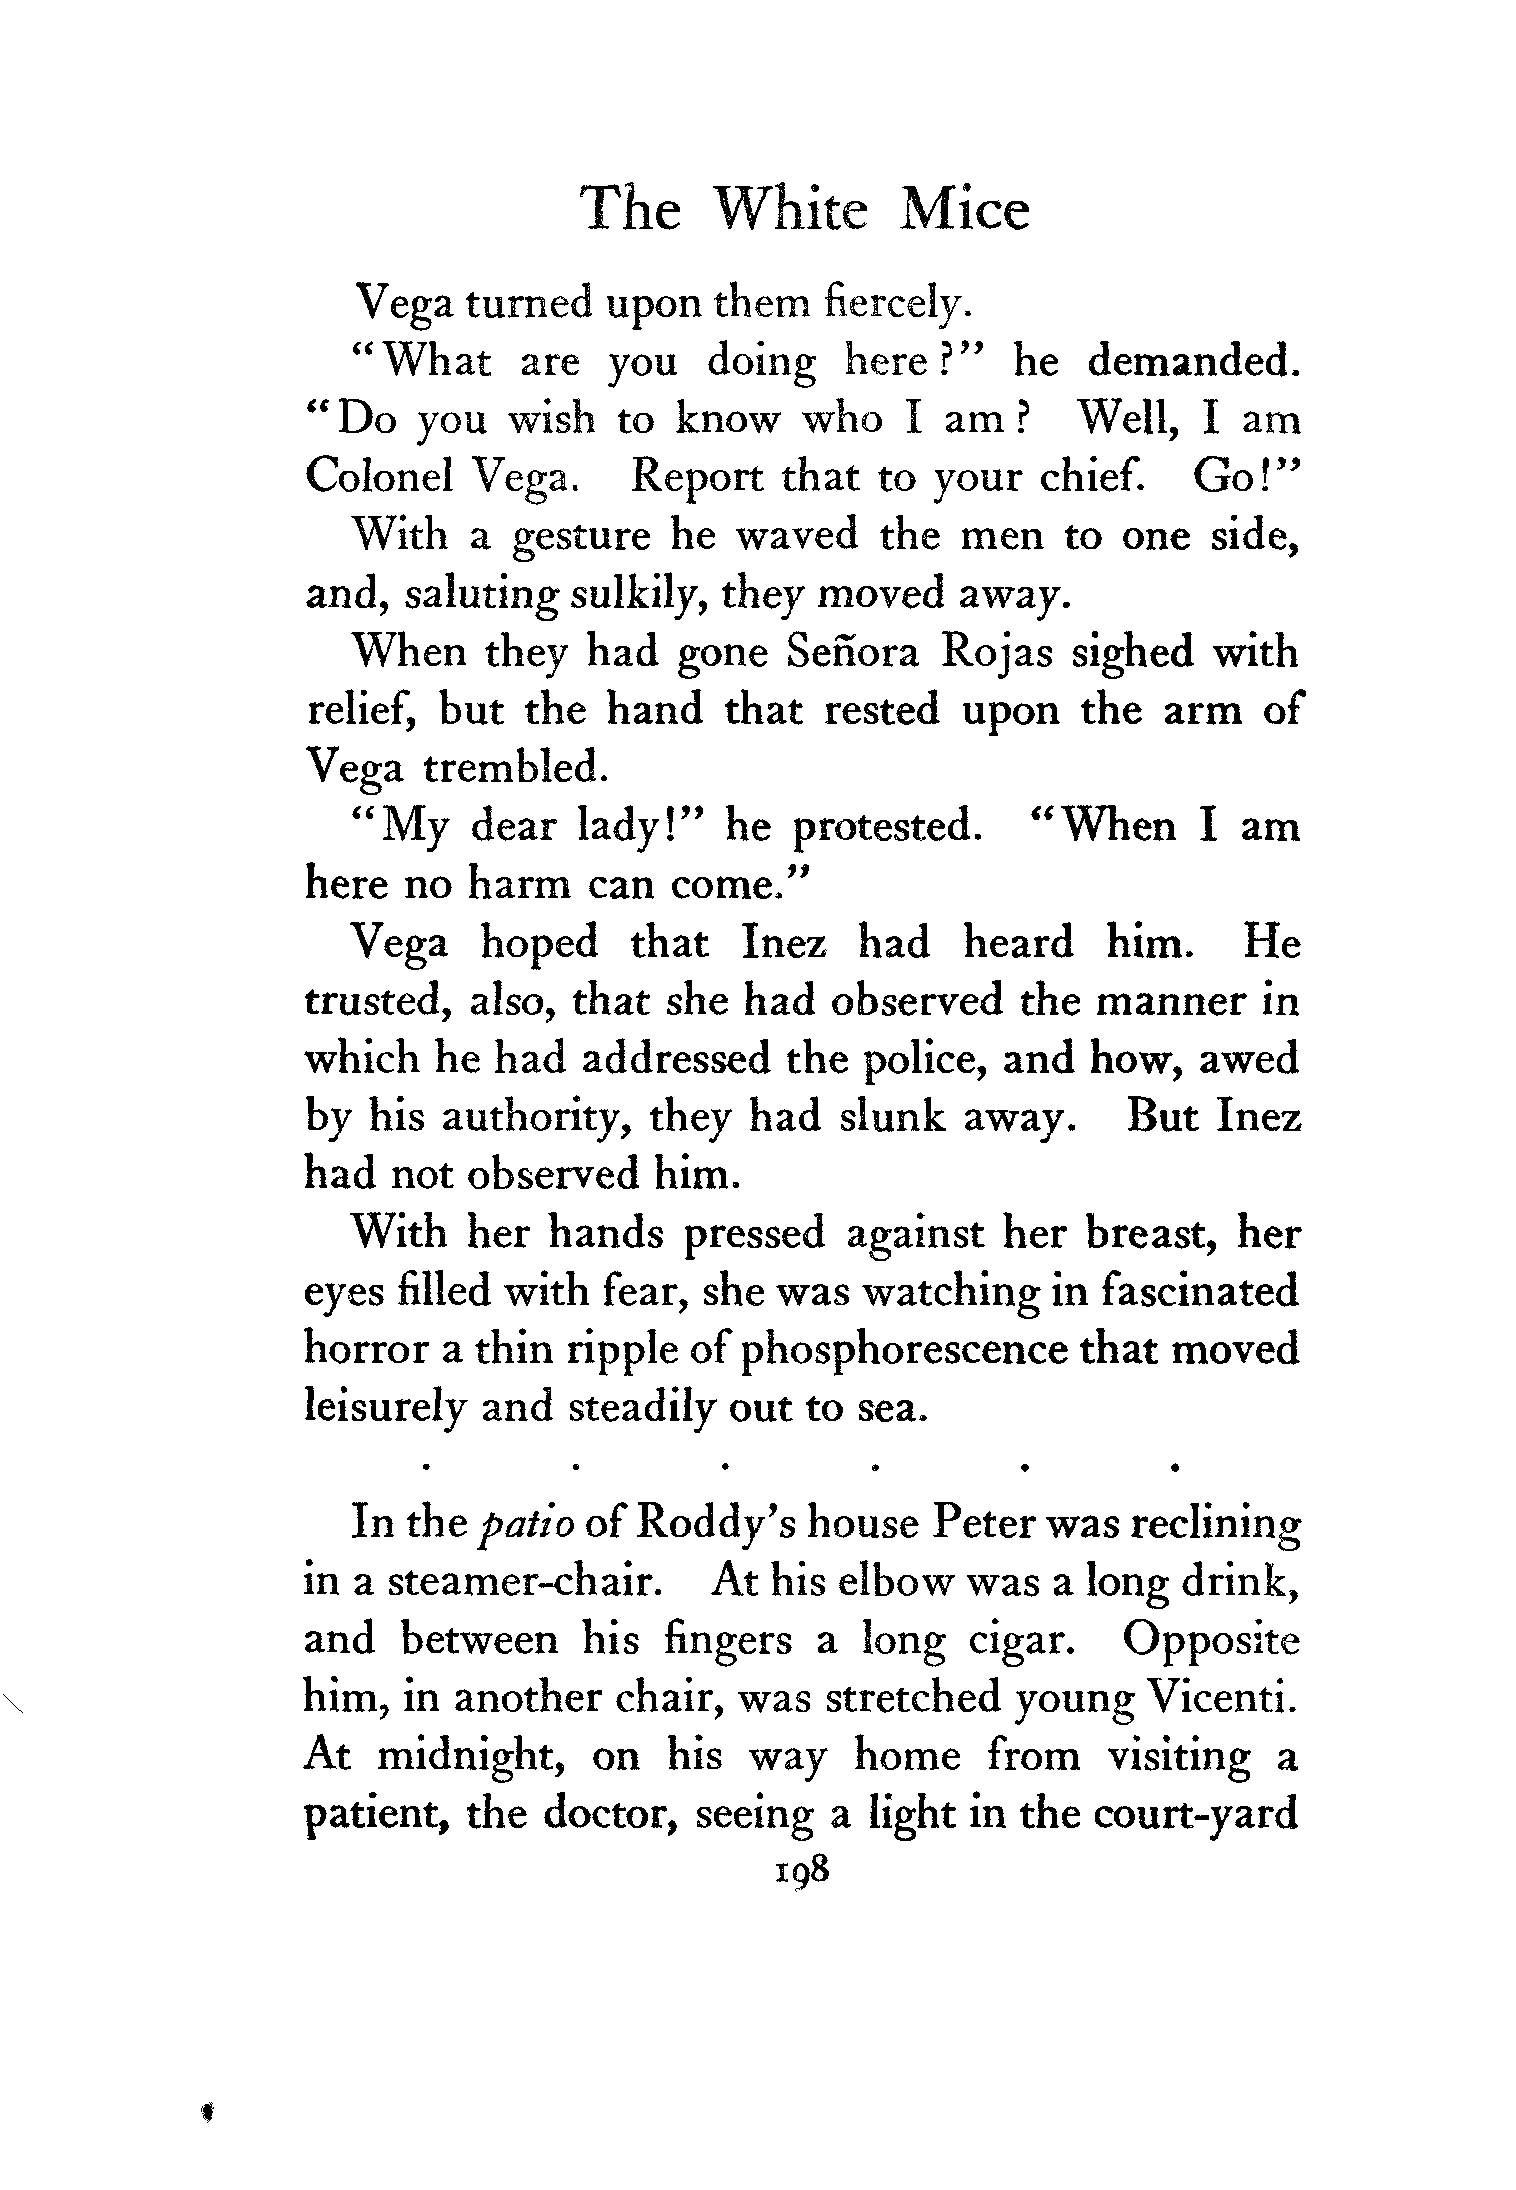 The White Mice
Vega turned upon them fiercely.
"What are you doing here?" he demanded.
"Do you wish to know who I am? Well, I am
Colonel Vega. Report that to your chief. Go!"
With a gesture he waved the men to one side,
and, saluting sulkily, they moved away.
When they had gone Señora Rojas sighed with
relief, but the hand that rested upon the arm of
Vega trembled.
"My dear lady!" he protested. "When I am
here no harm can come."
Vega hoped that Inez had heard him. He
trusted, also, that she had observed the manner in
which he had addressed the police, and how, awed
by his authority, they had slunk away. But Inez
had not observed him.
With her hands pressed against her breast, her
eyes filled with fear, she was watching in fascinated
horror a thin ripple of phosphorescence that moved
leisurely and steadily out to sea.
. . . . . .
In the patio of Roddy's house Peter was reclining
in a steamer-chair. At his elbow was a long drink,
and between his fingers a long cigar. Opposite
him, in another chair, was stretched young Vicenti.
At midnight, on his way home from visiting a
patient, the doctor, seeing a light in the court-yard
198